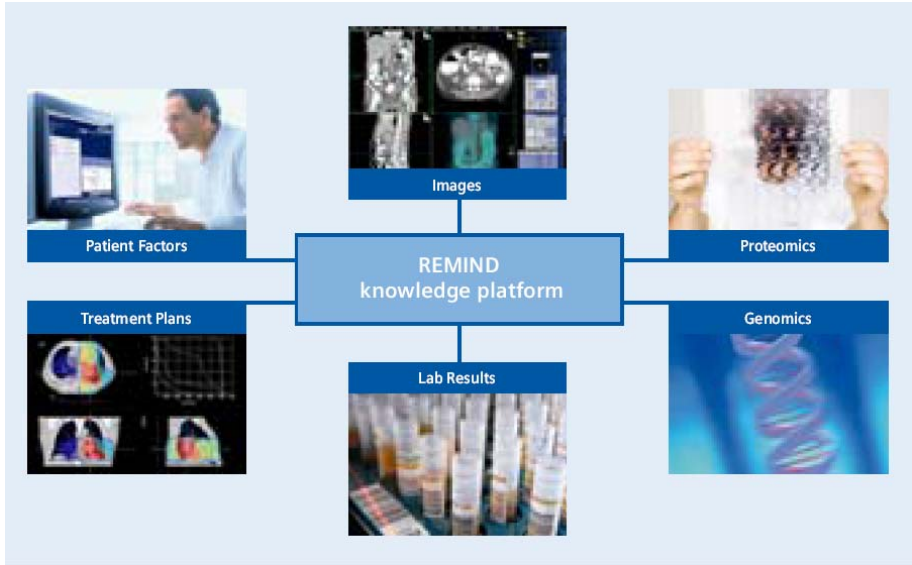 Images
Patient Factors
Proteomics
REMIND
knowledge platform
Treatment Plans
Genomics
Lab Results